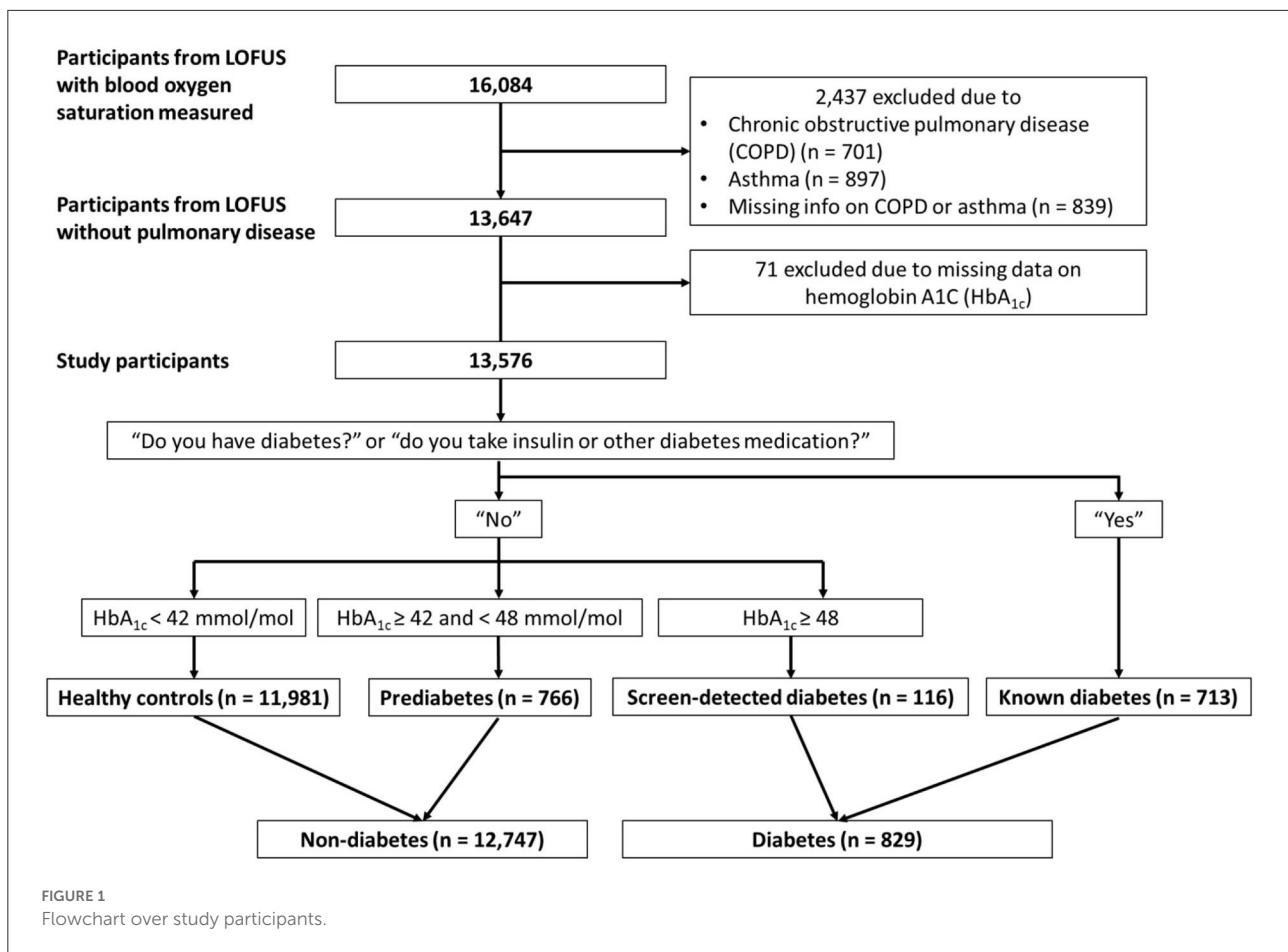 Participants from LOFUS
with blood oxygen
saturation measured
16,084
2,437 excluded due to
• Chronic obstructive pulmonary disease
(COPD) (n = 701)
• Asthma (n = 897)
• Missing info on COPD or asthma (n = 839)
Participants from LOFUS
without pulmonary disease
13,647
71 excluded due to missing data on
hemoglobin A1C (HbA1c)
Study participants
13,576
“Do you have diabetes?” or “do you take insulin or other diabetes medication?”
“No”
“Yes”
HbA1c < 42 mmol/mol
HbA1c ≥ 42 and < 48 mmol/mol
HbA1c ≥ 48
Healthy controls (n = 11,981)
Prediabetes (n = 766)
Screen-detected diabetes (n = 116)
Known diabetes (n = 713)
Non-diabetes (n = 12,747)
Diabetes (n = 829)
FIGURE 1
Flowchart over study participants.